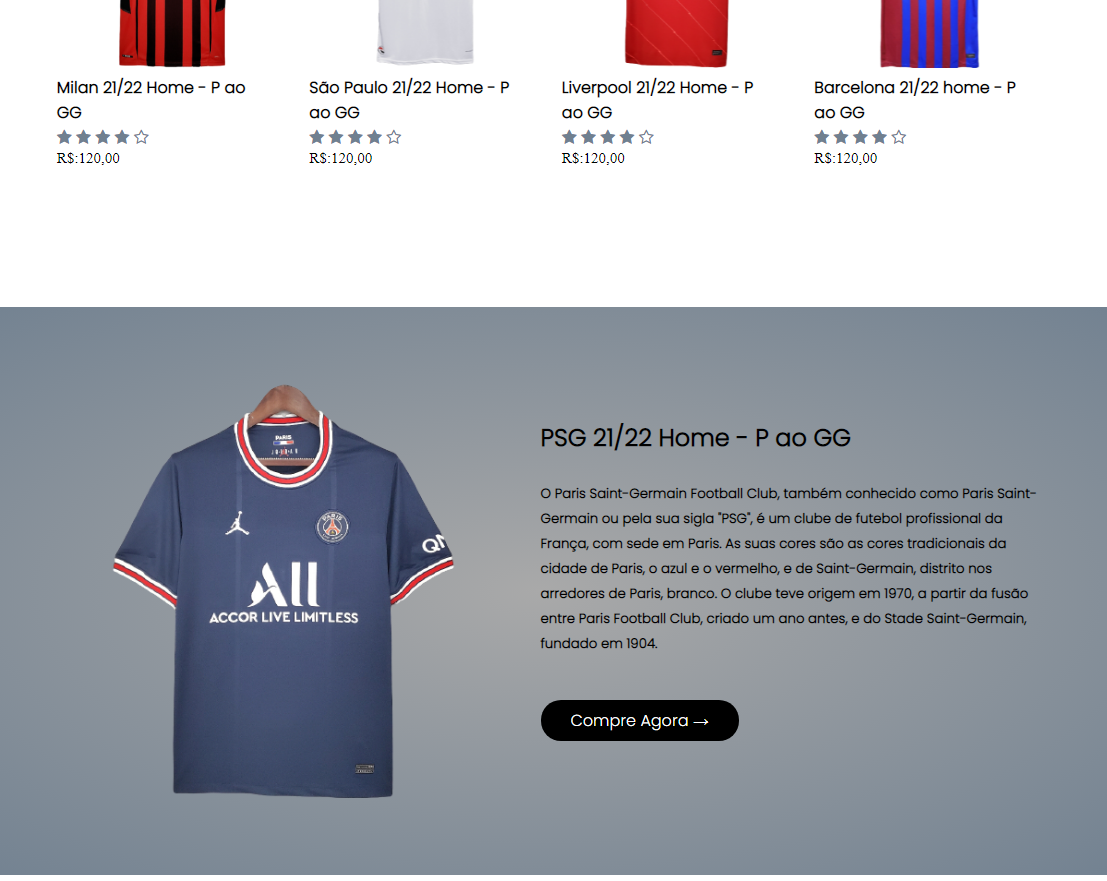 Milan 21/22 Home - P ao
GG
São Paulo 21/22 Home - P
ao GG
Liverpool 21/22 Home - P
ao GG
Barcelona 21/22 home - P
ao GG
R$:120,00
R$:120,00
R$:120,00
R$:120,00
PSG 21/22 Home - P ao GG
O Paris Saint-Germain Football Club, também conhecido como Paris Saint-
Germain ou pela sua sigla "PSG", é um clube de futebol profissional da
França, com sede em Paris. As suas cores são as cores tradicionais da
cidade de Paris, o azul e o vermelho, e de Saint-Germain, distrito nos
arredores de Paris, branco. O clube teve origem em 1970, a partir da fusão
entre Paris Football Club, criado um ano antes, e do Stade Saint-Germain,
fundado em 1904.
Compre Agora →
PARIS
PARIS
QN
All
ACCOR LIVE LIMITLESS